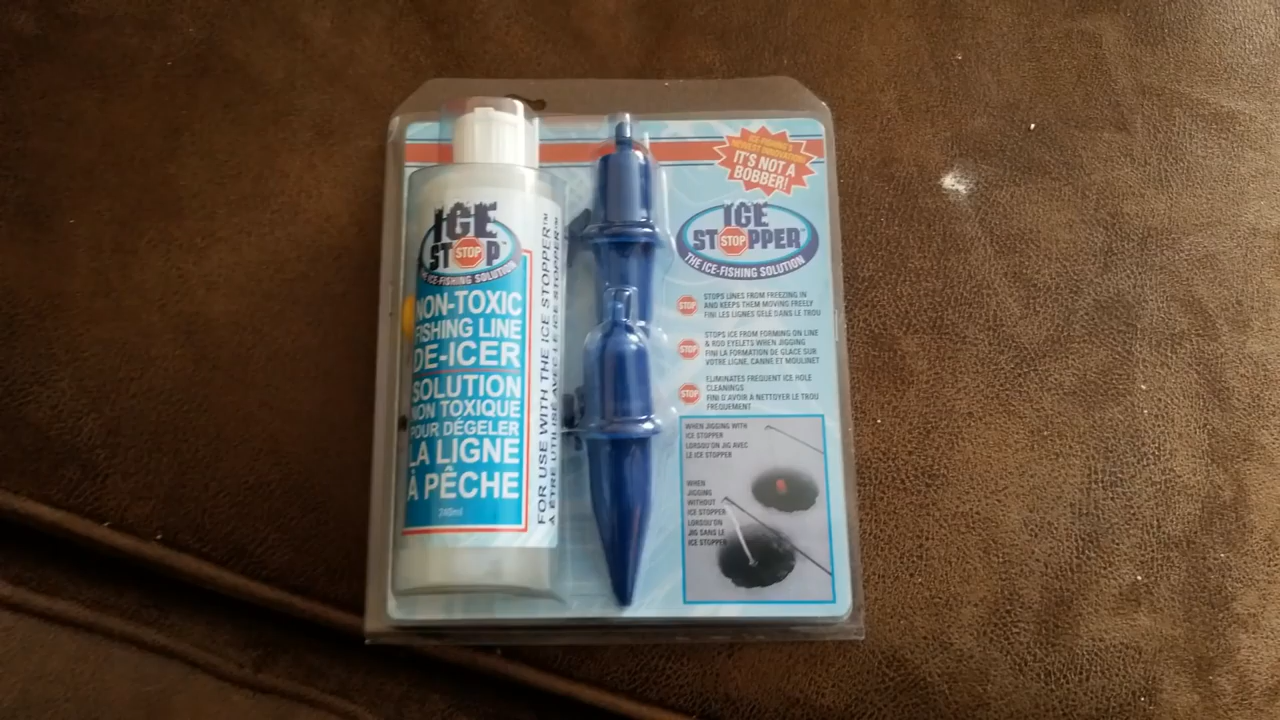 ICE
STOP
THE ICE-FISHING SOLUTION
NON-TOXIC
FISHING LINE
DE-ICER
SOLUTION
NON TOXIQUE
POUR DÉGELER
LA LIGNE
À PÊCHE
240ml
FOR USE WITH THE ICE STOPPER™
À ÊTRE UTILISÉ AVEC LE ICE STOPPER™
ICE-FISHING'S
NEWEST INNOVATION!
IT'S NOT A
BOBBER!
ICE
STOPPER™
THE ICE-FISHING SOLUTION
STOP
STOPS LINES FROM FREEZING IN
AND KEEPS THEM MOVING FREELY
FINI LES LIGNES GELÉ DANS LE TROU
STOP
STOPS ICE FROM FORMING ON LINE
& ROD EYELETS WHEN JIGGING
FINI LA FORMATION DE GLACE SUR
VOTRE LIGNE, CANNE ET MOULINET
STOP
ELIMINATES FREQUENT ICE HOLE
CLEANINGS
FINI D'AVOIR À NETTOYER LE TROU
FRÉQUEMMENT
WHEN JIGGING WITH
ICE STOPPER
LORSQU'ON JIG AVEC
LE ICE STOPPER
WHEN
JIGGING
WITHOUT
ICE STOPPER
LORSQU'ON
JIG SANS LE
ICE STOPPER